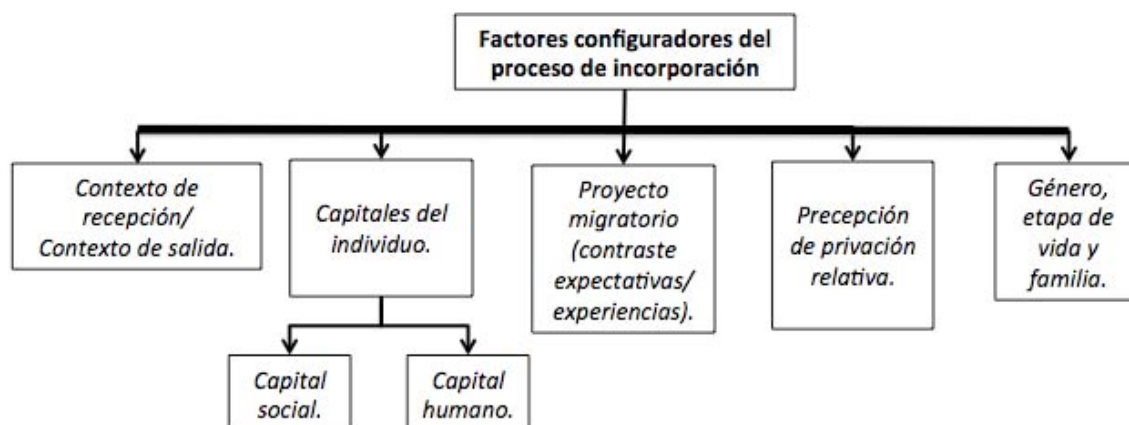 Factores configuradores del
proceso de incorporación
Contexto de
recepción/
Contexto de salida.
Capitales del
individuo.
Proyecto
migratorio
(contraste
expectativas/
experiencias).
Precepción
de privación
relativa.
Género,
etapa de
vida y
familia.
Capital
social.
Capital
humano.